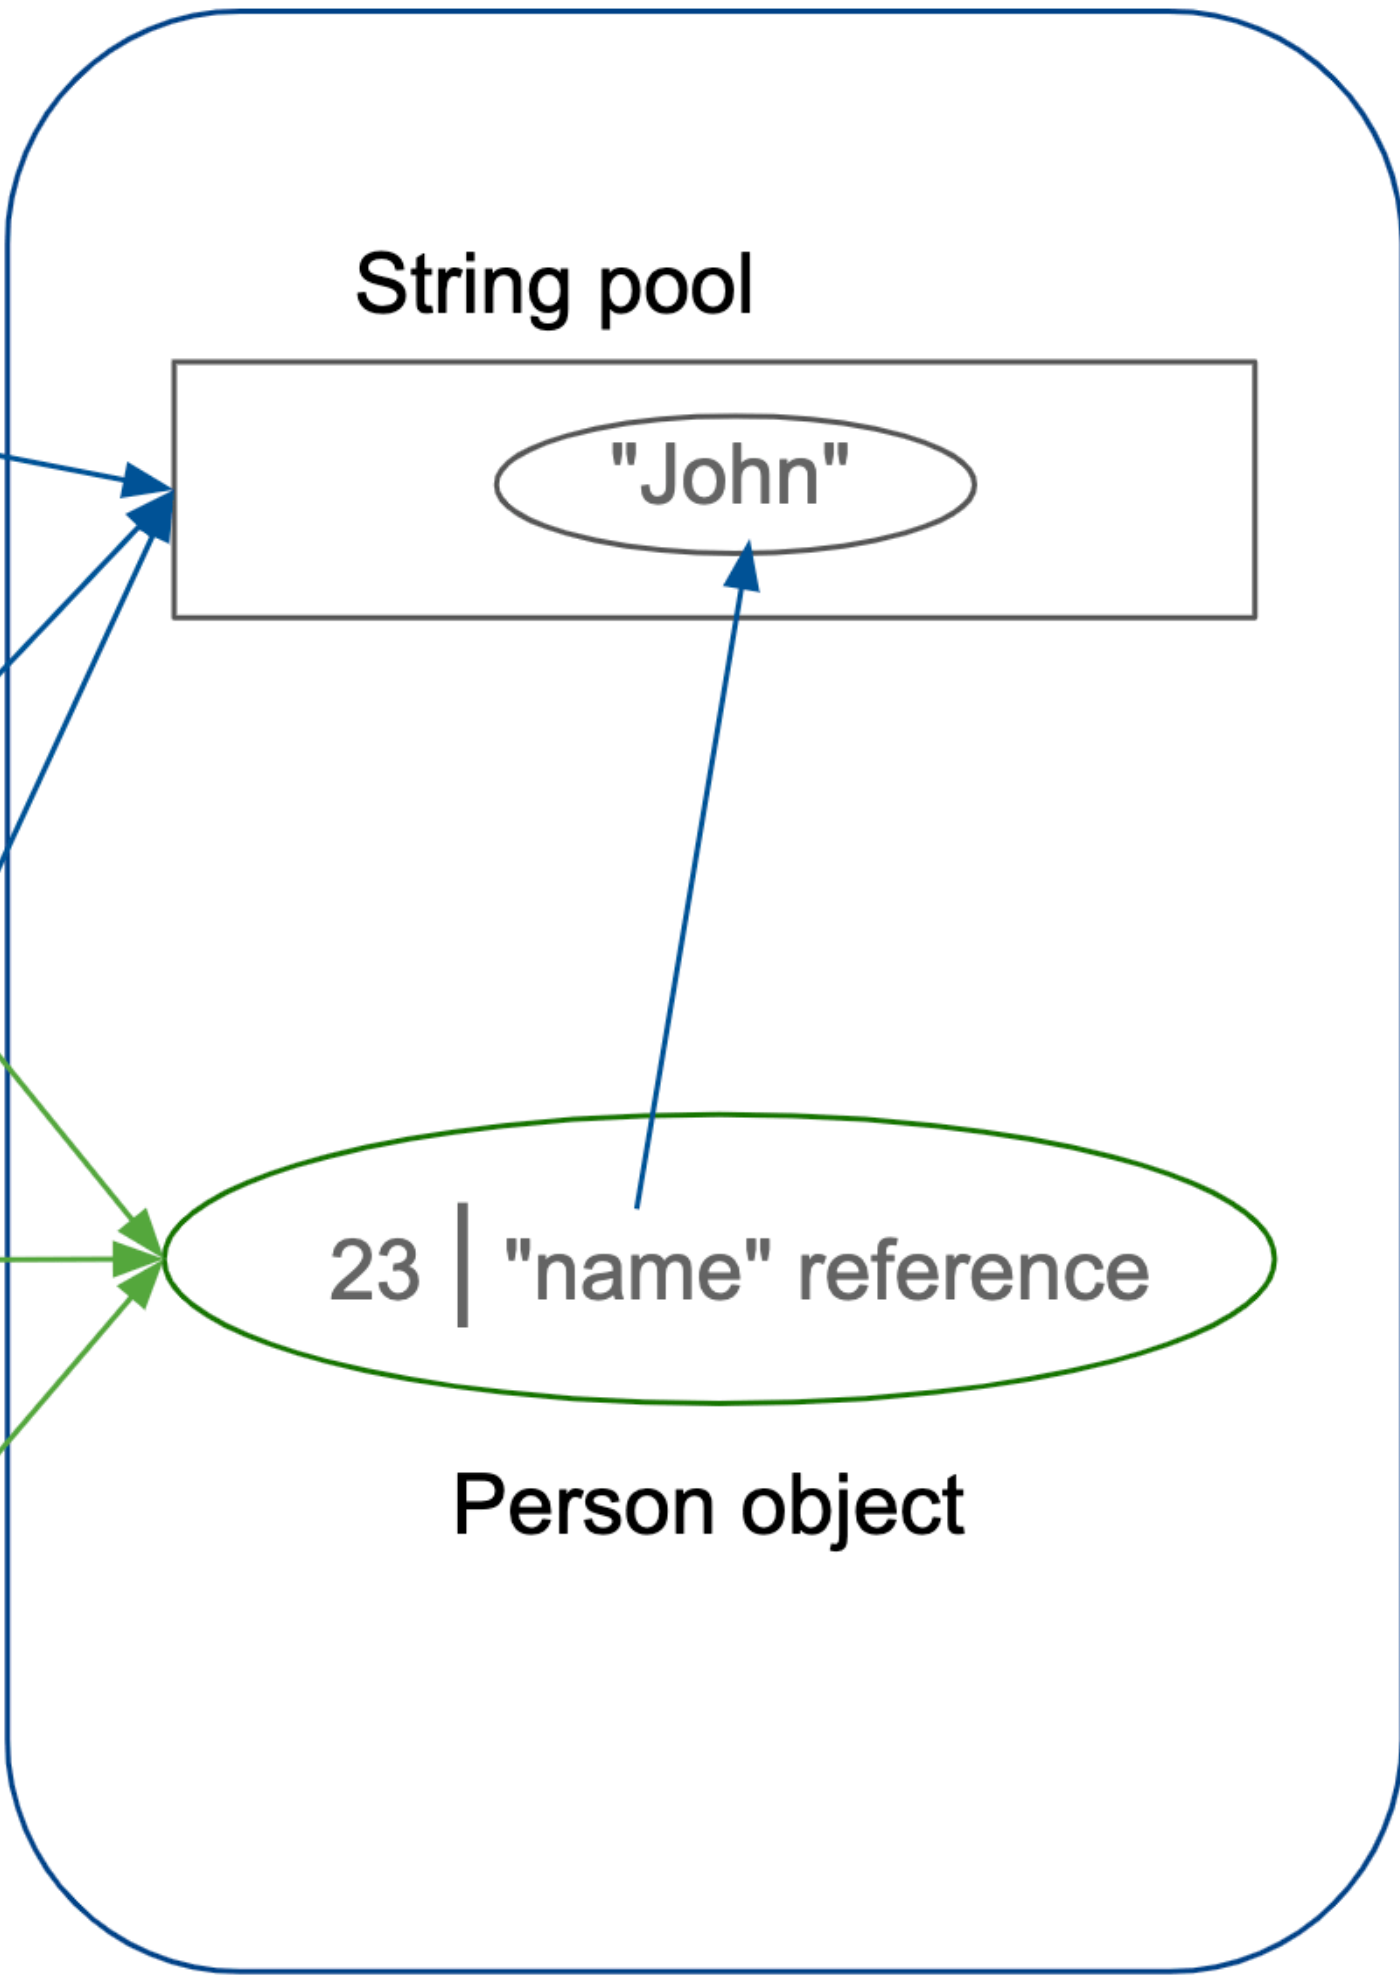 String pool
"John"
23 | "name" reference
Person object